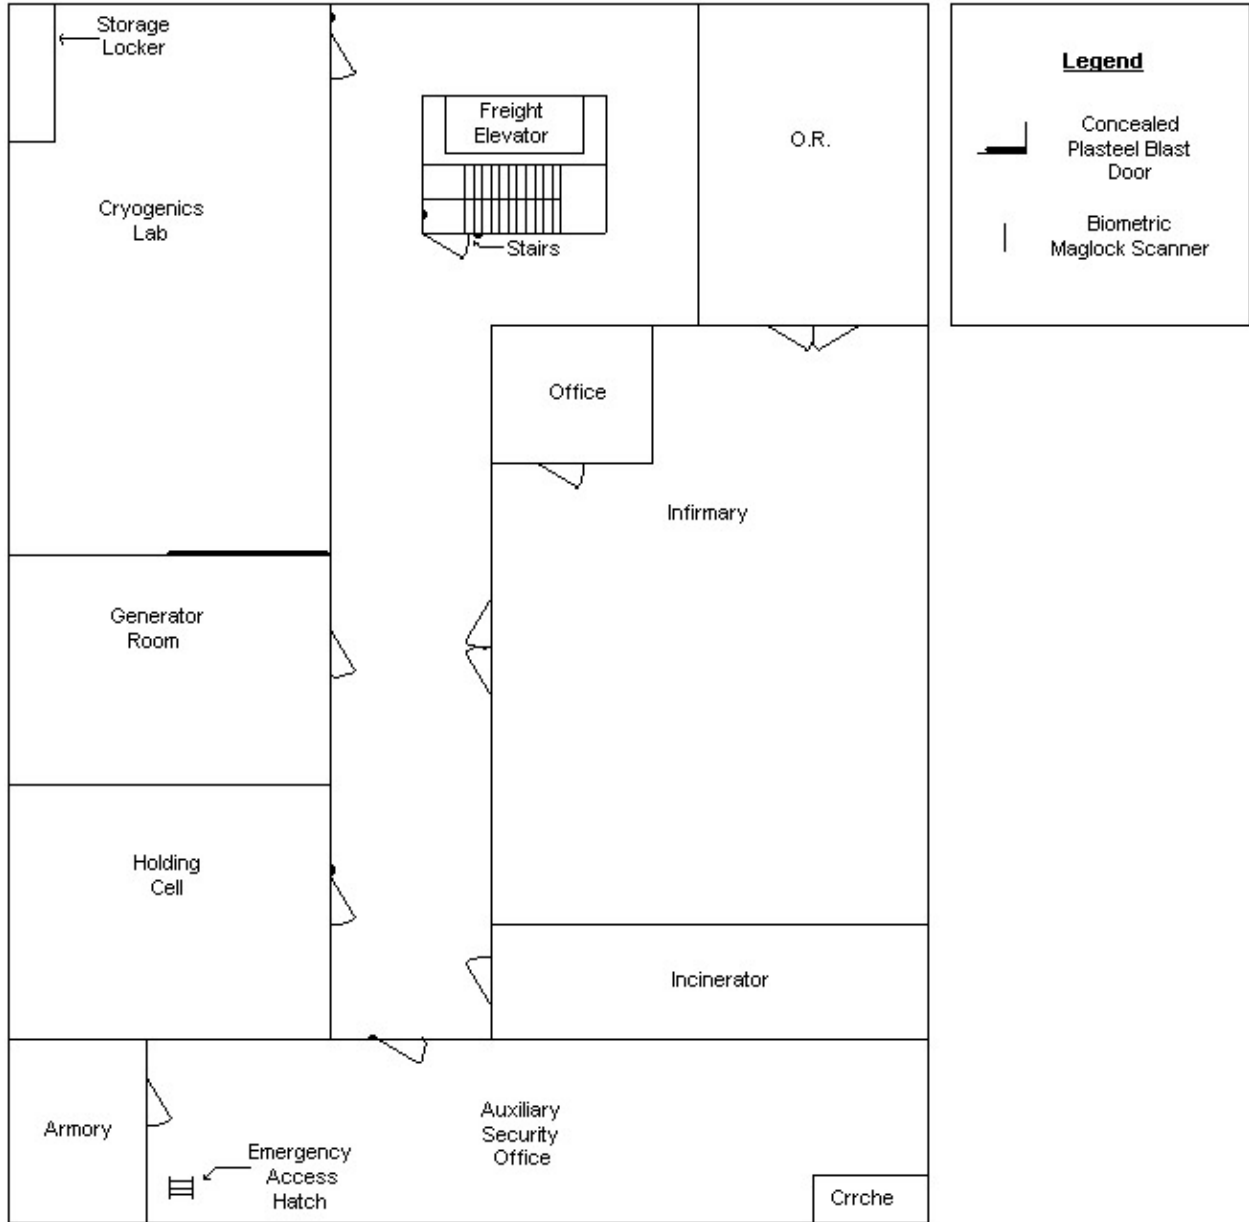 Storage
Locker
Freight
Elevator
O.R.
Legend
Concealed
Plasteel Blast
Door
Biometric
Maglock Scanner
Cryogenics
Lab
Stairs
Office
Infirmary
Generator
Room
Holding
Cell
Incinerator
Armory
Auxiliary
Security
Office
Emergency
Access
Hatch
Crrche